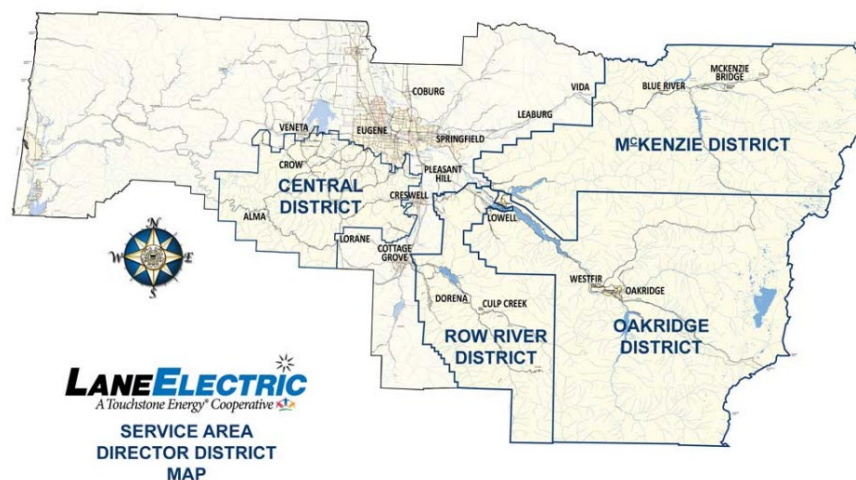 COBURG
VIDA
BLUE RIVER
MCKENZIE
BRIDGE
LEABURG
VENETA
EUGENE
SPRINGFIELD
MCKENZIE DISTRICT
CROW
PLEASANT
HILL
CENTRAL
DISTRICT
CRESWELL
ALMA
LOWELL
LORANE
COTTAGE
GROVE
WESTFIR
OAKRIDGE
DORENA
CULP CREEK
ROW RIVER
DISTRICT
OAKRIDGE
DISTRICT
N
W
E
S
LANEELECTRIC
A Touchstone Energy® Cooperative
SERVICE AREA
DIRECTOR DISTRICT
MAP